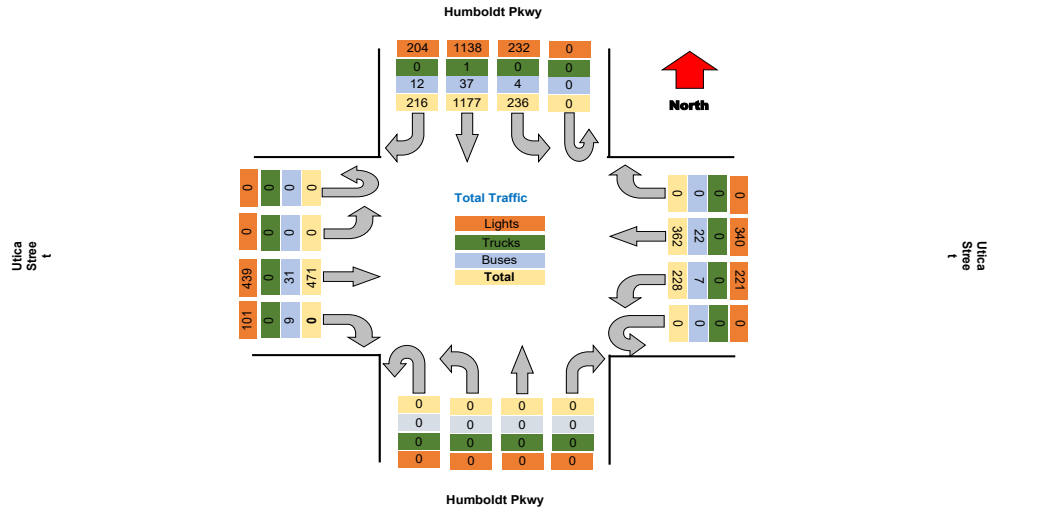 Humboldt Pkwy
204 1138 232 0
0 1 0 0
12 37 4 0
216 1177 236 0
North
0 0 0 0
0 0 0 0
439 0 31 471
101 0 9 0
Utica
Stree
t
Total Traffic
Lights
Trucks
Buses
Total
0 0 0 0
362 22 0 340
228 7 0 221
0 0 0 0
Utica
Stree
t
0 0 0 0
0 0 0 0
0 0 0 0
0 0 0 0
Humboldt Pkwy